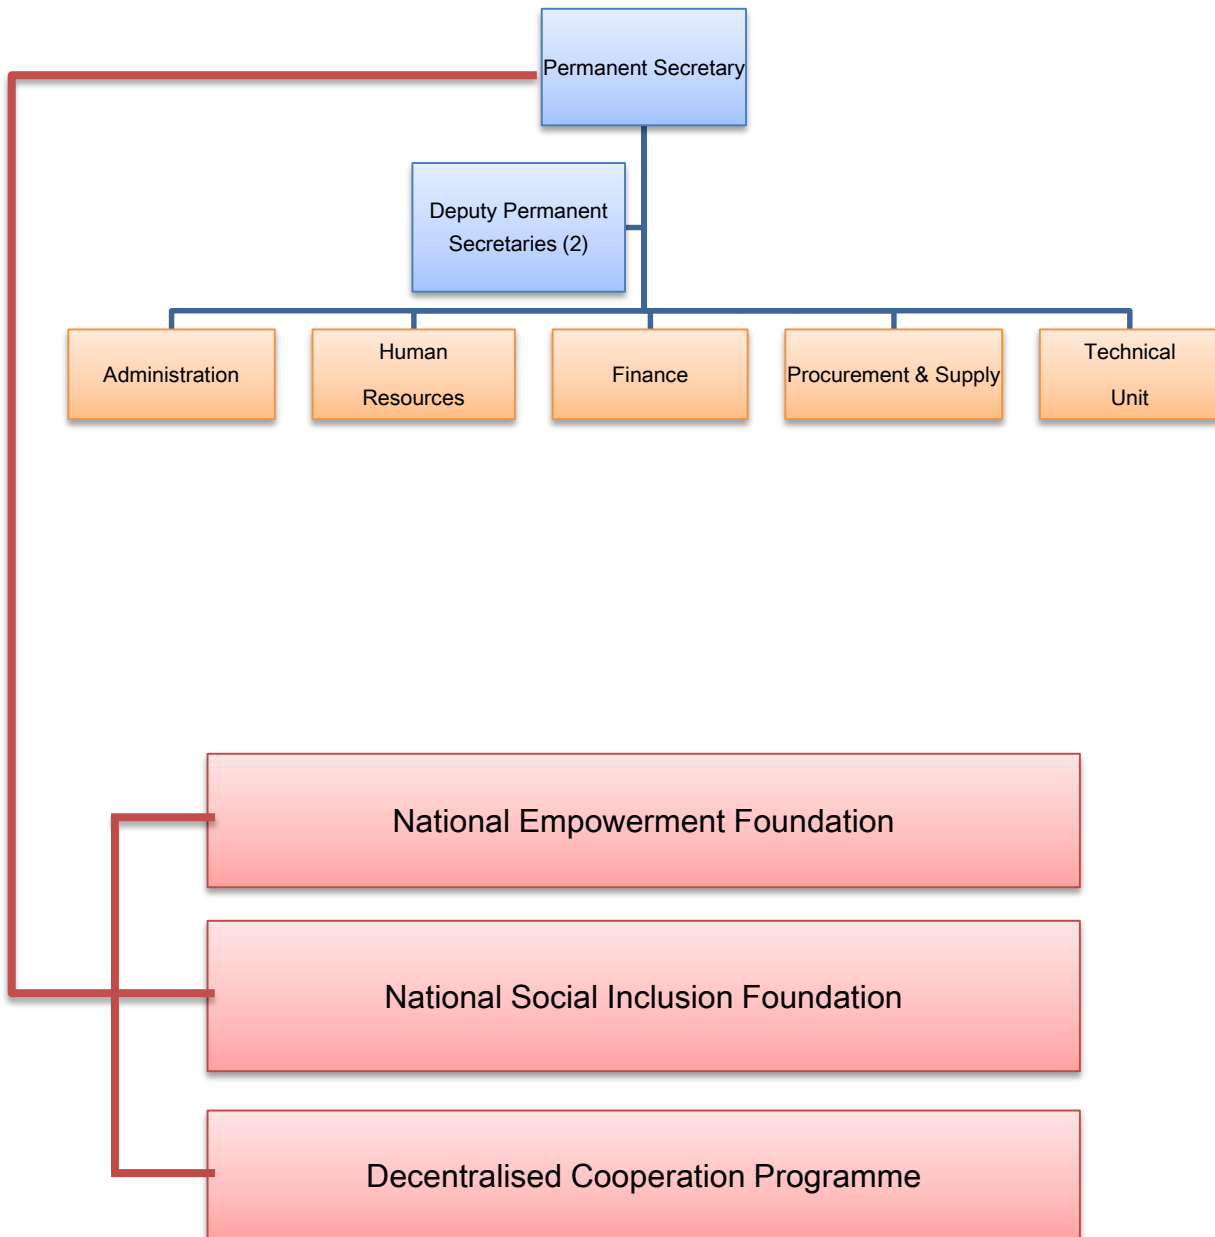 Permanent Secretary
Deputy Permanent
Secretaries (2)
Administration
Human
Resources
Finance
Procurement & Supply
Technical
Unit
National Empowerment Foundation
National Social Inclusion Foundation
Decentralised Cooperation Programme